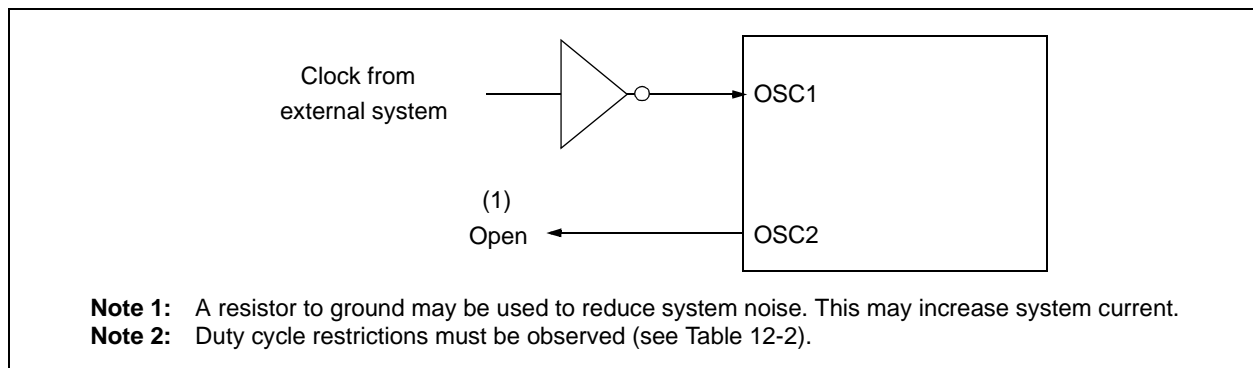 Clock from
external system
OSC1
(1)
Open
OSC2
Note 1: A resistor to ground may be used to reduce system noise. This may increase system current.
Note 2: Duty cycle restrictions must be observed (see Table 12-2).